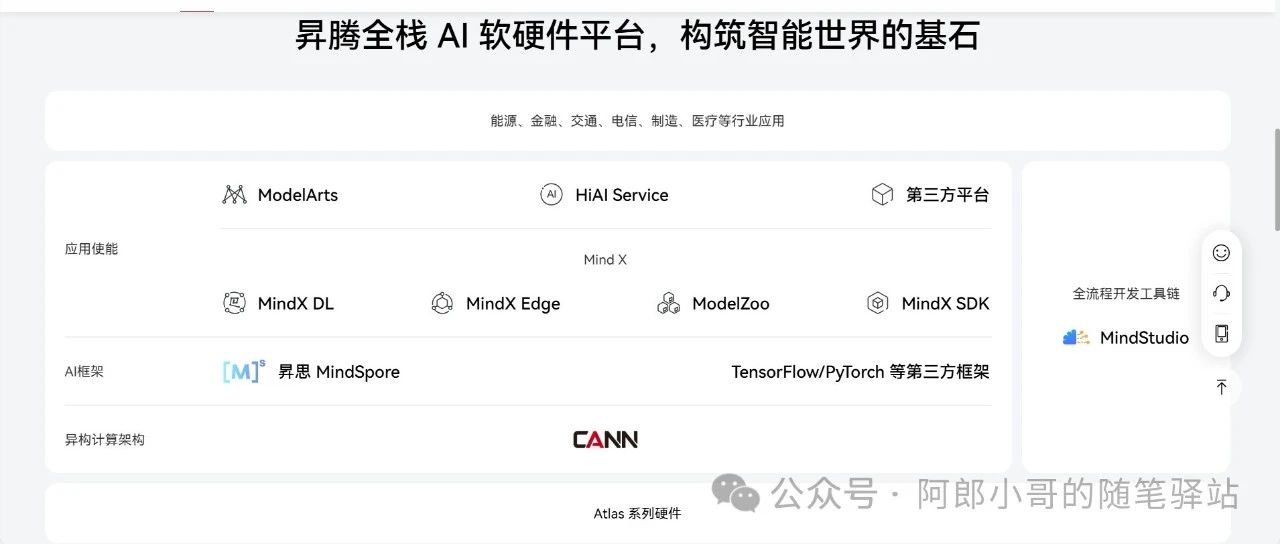 昇腾全栈 AI 软硬件平台，构筑智能世界的基石
能源、金融、交通、电信、制造、医疗等行业应用
应用使能
ModelArts
AI
HiAI Service
第三方平台
Mind X
MindX DL
MindX Edge
ModelZoo
MindX SDK
AI框架
[M]s
昇思 MindSpore
TensorFlow/PyTorch 等第三方框架
异构计算架构
CANN
全流程开发工具链
MindStudio
Atlas 系列硬件
公众号 · 阿郎小哥的随笔驿站